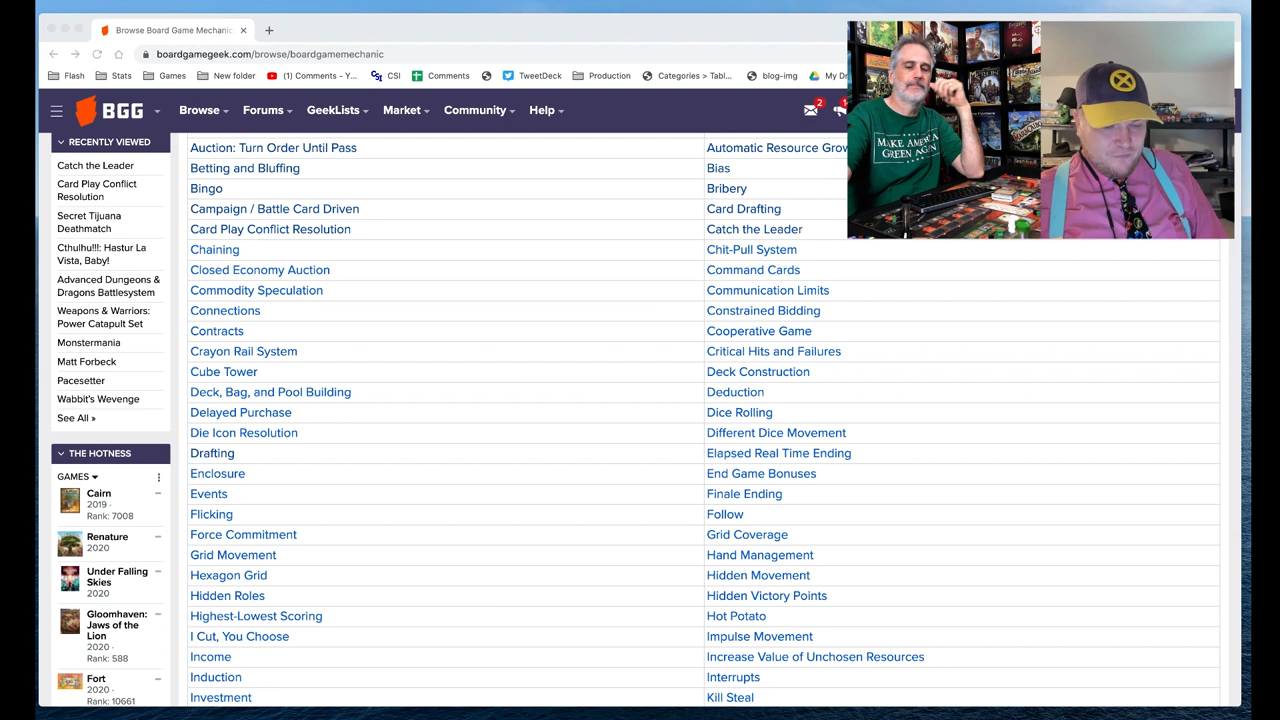 Browse Board Game Mechanic
boardgamegeek.com/browse/boardgamemechanic
Flash
Stats
Games
New folder
(1) Comments - Y...
CSI
Comments
TweetDeck
Production
Categories > Tabl...
blog-img
My Dr
BGG
Browse
Forums
GeekLists
Market
Community
Help
2
RECENTLY VIEWED
Catch the Leader
Card Play Conflict
Resolution
Secret Tijuana
Deathmatch
Cthulhu!!!: Hastur La
Vista, Baby!
Advanced Dungeons &
Dragons Battlesystem
Weapons & Warriors:
Power Catapult Set
Monstermania
Matt Forbeck
Pacesetter
Wabbit's Wevenge
See All »
THE HOTNESS
GAMES
Cairn
2019 ·
Rank: 7008
Renature
2020
Under Falling
Skies
2020
Gloomhaven:
Jaws of the
Lion
2020 ·
Rank: 588
Fort
2020 ·
Rank: 10661
Auction: Turn Order Until Pass
Automatic Resource Grow
Betting and Bluffing
Bias
Bingo
Bribery
Campaign / Battle Card Driven
Card Drafting
Card Play Conflict Resolution
Catch the Leader
Chaining
Chit-Pull System
Closed Economy Auction
Command Cards
Commodity Speculation
Communication Limits
Connections
Constrained Bidding
Contracts
Cooperative Game
Crayon Rail System
Critical Hits and Failures
Cube Tower
Deck Construction
Deck, Bag, and Pool Building
Deduction
Delayed Purchase
Dice Rolling
Die Icon Resolution
Different Dice Movement
Drafting
Elapsed Real Time Ending
Enclosure
End Game Bonuses
Events
Finale Ending
Flicking
Follow
Force Commitment
Grid Coverage
Grid Movement
Hand Management
Hexagon Grid
Hidden Movement
Hidden Roles
Hidden Victory Points
Highest-Lowest Scoring
Hot Potato
I Cut, You Choose
Impulse Movement
Income
Increase Value of Unchosen Resources
Induction
Interrupts
Investment
Kill Steal
MAKE AMERICA
GREEN AGAIN